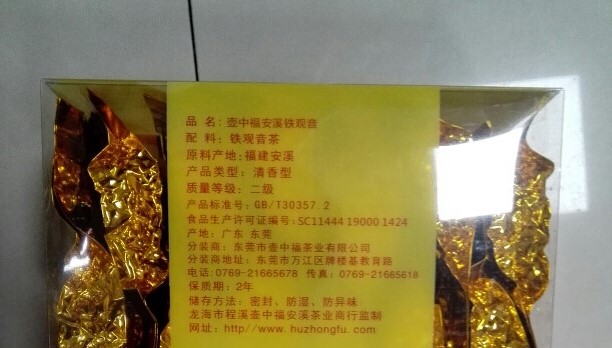 品 名：壶中福安溪铁观音
配 料：铁观音茶
原料产地：福建安溪
产品类型：清香型
质量等级：二级
产品标准号：GB/T30357.2
食品生产许可证编号：SC11444 19000 1424
产地：广东 东莞
分装商：东莞市壶中福茶业有限公司
分装商地址：东莞市万江区牌楼基教育路
电话：0769-21665678 传真：0769-21665618
保质期：2年
储存方法：密封、防湿、防异味
龙海市程溪壶中福安溪茶业商行监制
网址：http//www.huzhongfu.com